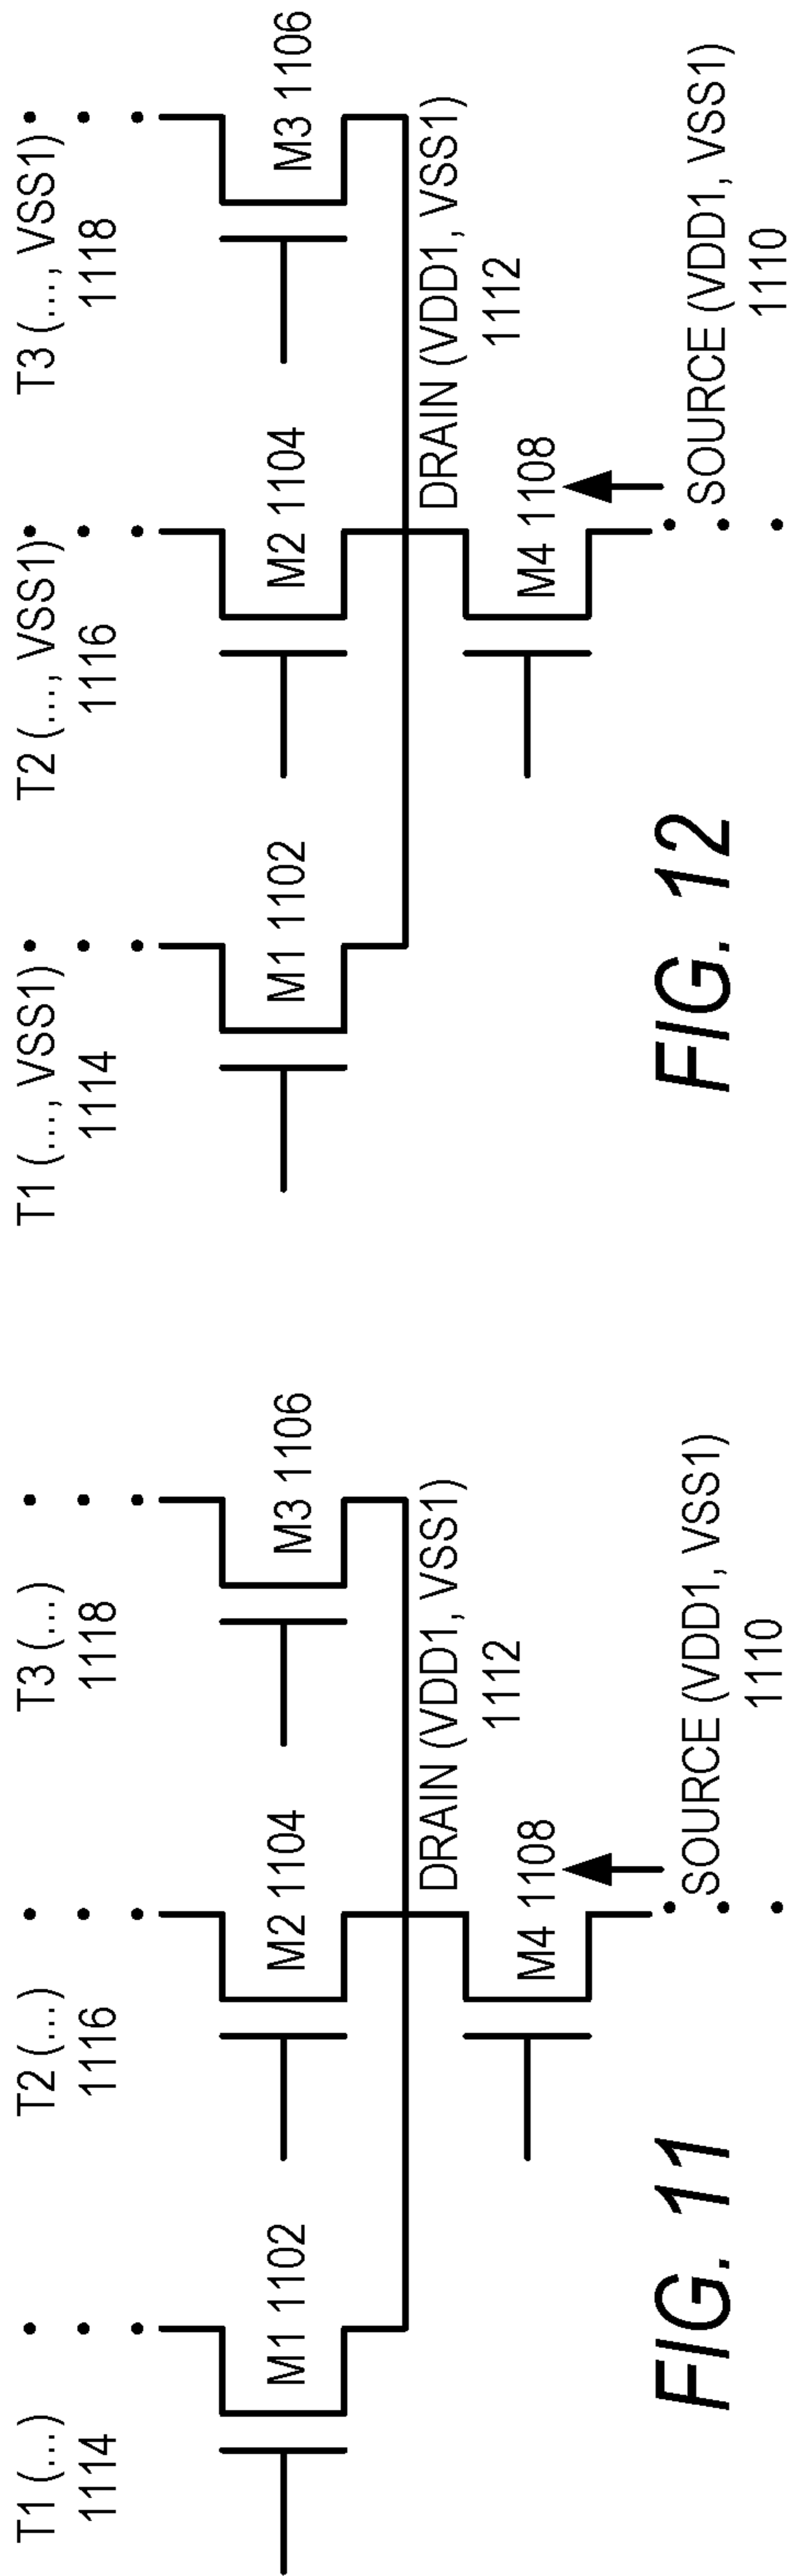 T1 (...)
1114
T2 (...)
1116
T3 (...)
1118
M1 1102
M2 1104
M3 1106
DRAIN (VDD1, VSS1)
1112
M4 1108
SOURCE (VDD1, VSS1)
1110
FIG. 11
T1 (..., VSS1)
1114
T2 (..., VSS1)
1116
T3 (..., VSS1)
1118
M1 1102
M2 1104
M3 1106
DRAIN (VDD1, VSS1)
1112
M4 1108
SOURCE (VDD1, VSS1)
1110
FIG. 12